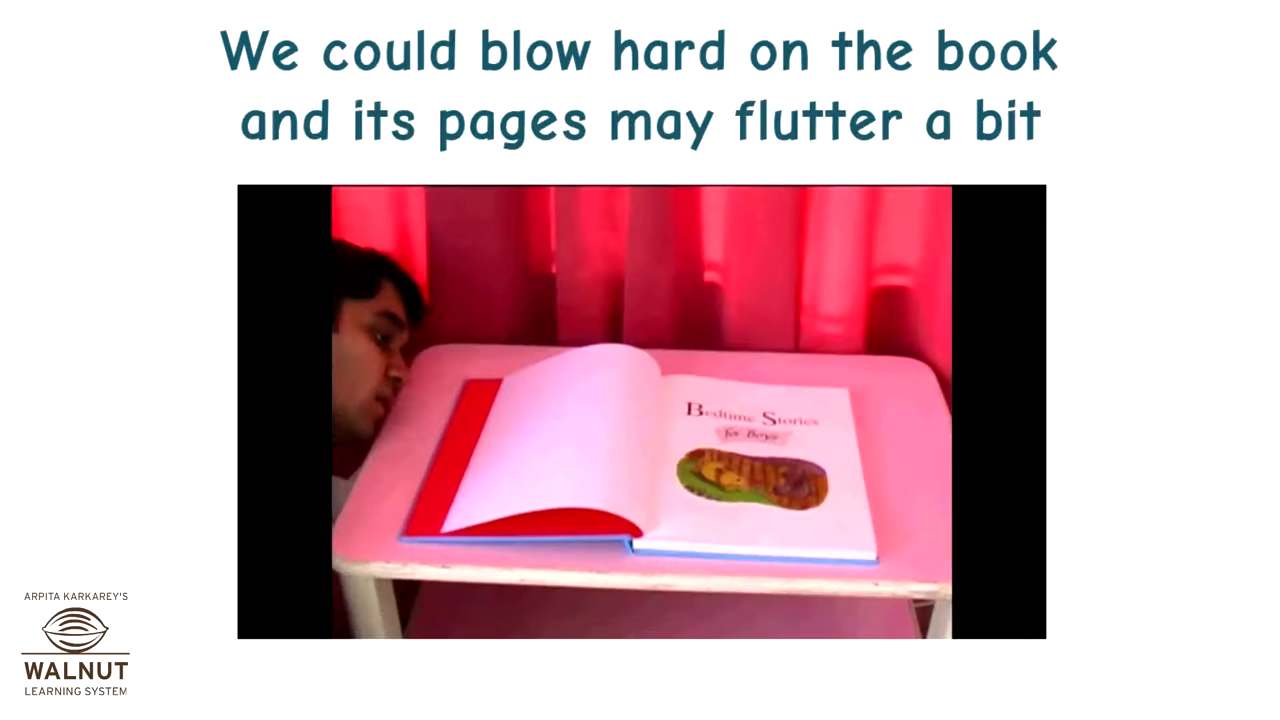 We could blow hard on the book
and its pages may flutter a bit
Bedtime Stories
for Boys
ARPITA KARKAREY'S
WALNUT
LEARNING SYSTEM